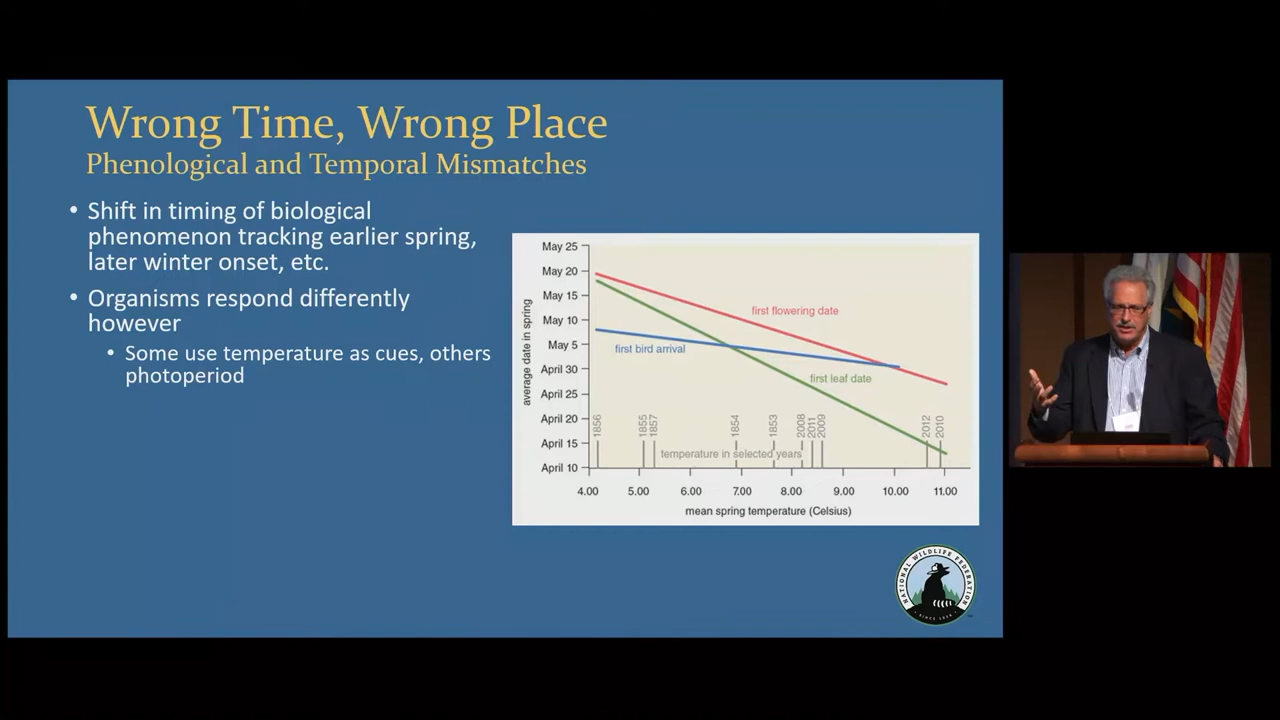 Wrong Time, Wrong Place
Phenological and Temporal Mismatches
• Shift in timing of biological
phenomenon tracking earlier spring,
later winter onset, etc.
• Organisms respond differently
however
• Some use temperature as cues, others
photoperiod
average date in spring
May 25
May 20
May 15
May 10
May 5
April 30
April 25
April 20
April 15
April 10
first flowering date
first bird arrival
first leaf date
1856
1855
1857
1854
1853
2008
2011
2009
2012
2010
temperature in selected years
4.00 5.00 6.00 7.00 8.00 9.00 10.00 11.00
mean spring temperature (Celsius)
NATIONAL WILDLIFE FEDERATION
SINCE 1936